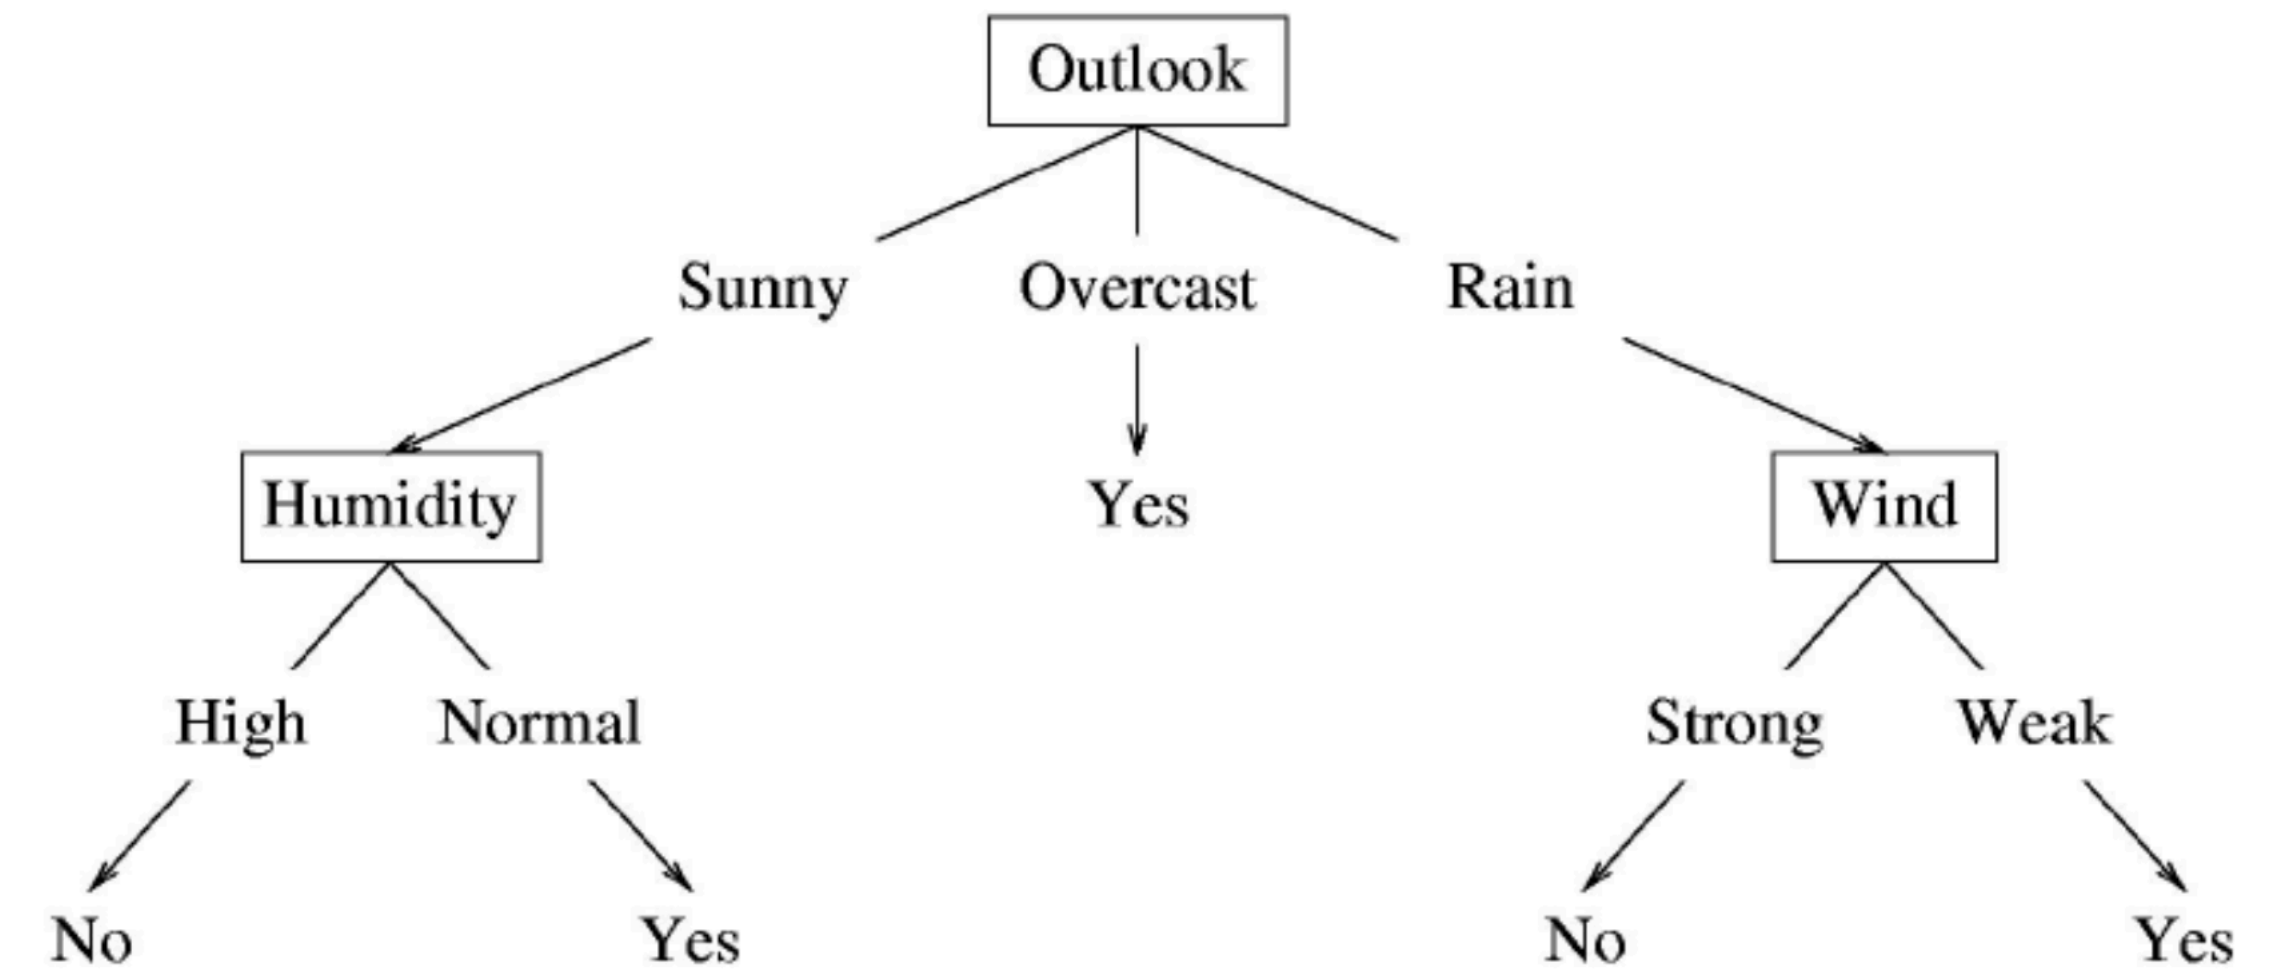 Outlook
Sunny Overcast Rain
Humidity Yes Wind
High Normal Strong Weak
No Yes No Yes